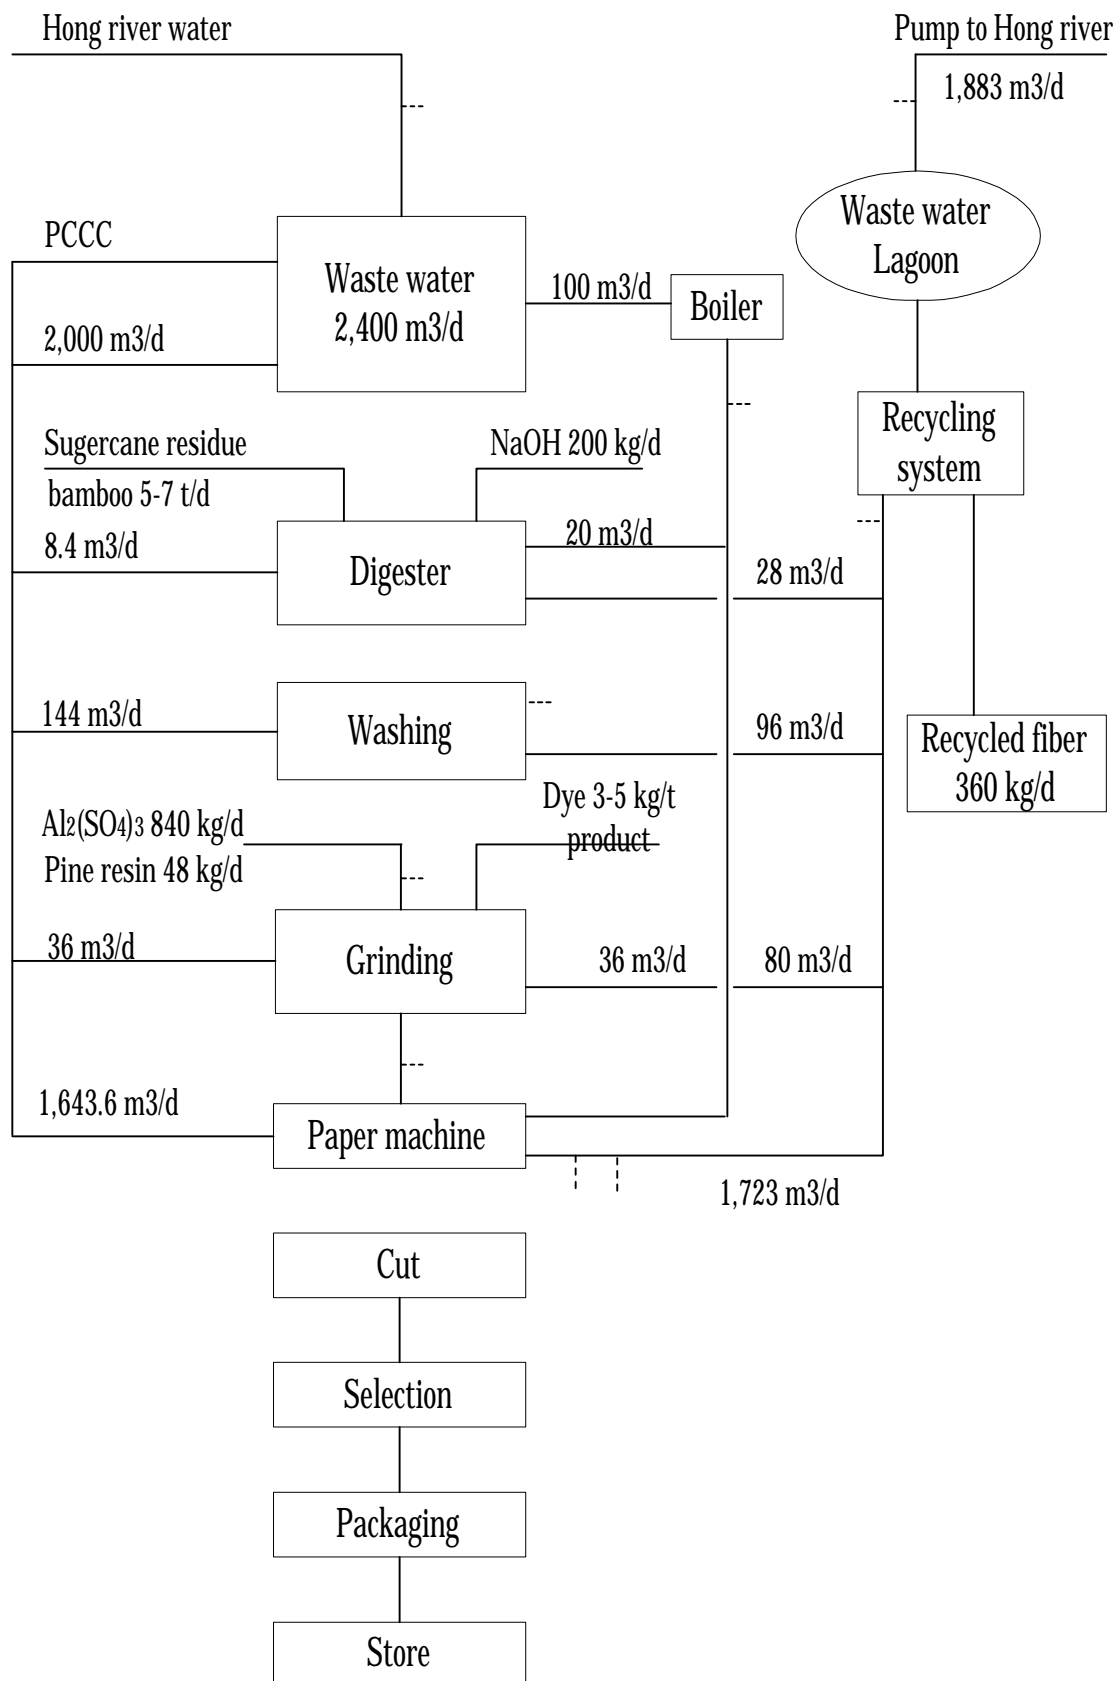 Hong river water
Pump to Hong river
1,883 m3/d
Waste water
Lagoon
PCCC
Waste water
2,400 m3/d
100 m3/d
Boiler
2,000 m3/d
Recycling
system
Sugercane residue
bamboo 5-7 t/d
NaOH 200 kg/d
8.4 m3/d
Digester
20 m3/d
28 m3/d
144 m3/d
Washing
96 m3/d
Recycled fiber
360 kg/d
Al2(SO4)3 840 kg/d
Pine resin 48 kg/d
Dye 3-5 kg/t
product
36 m3/d
Grinding
36 m3/d
80 m3/d
1,643.6 m3/d
Paper machine
1,723 m3/d
Cut
Selection
Packaging
Store